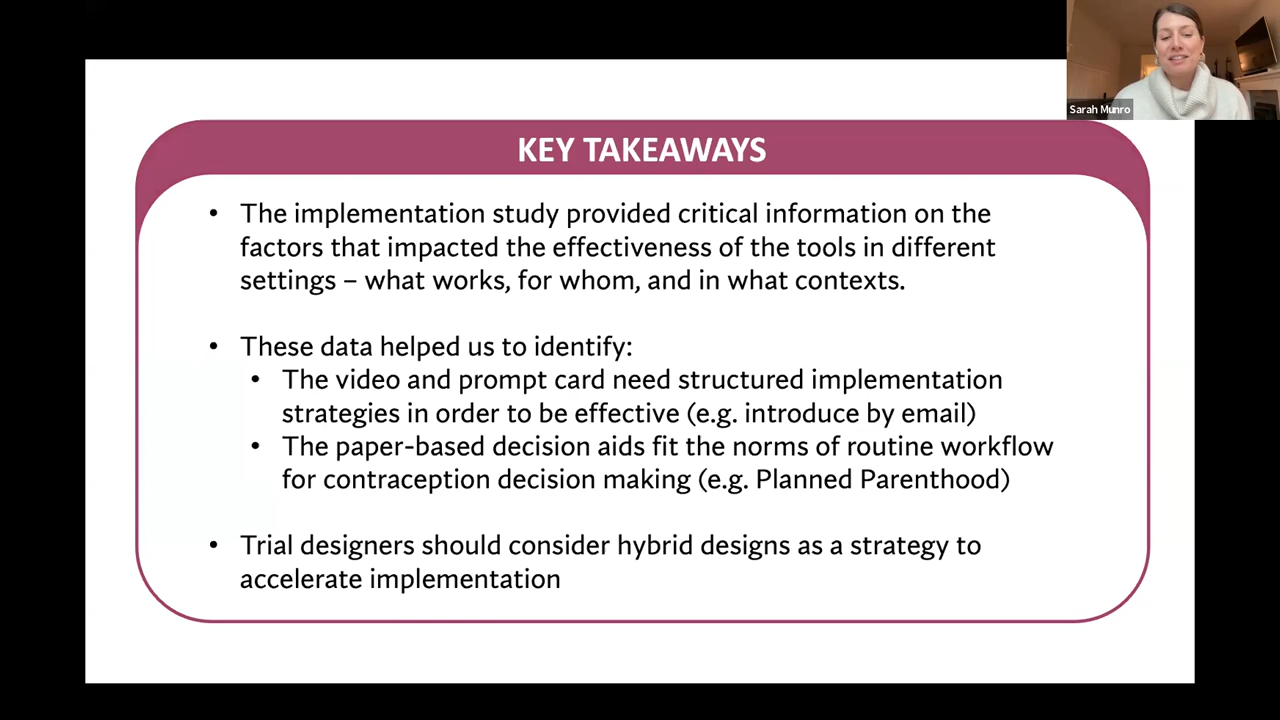 Sarah Munro
KEY TAKEAWAYS
• The implementation study provided critical information on the
factors that impacted the effectiveness of the tools in different
settings – what works, for whom, and in what contexts.
• These data helped us to identify:
• The video and prompt card need structured implementation
strategies in order to be effective (e.g. introduce by email)
• The paper-based decision aids fit the norms of routine workflow
for contraception decision making (e.g. Planned Parenthood)
• Trial designers should consider hybrid designs as a strategy to
accelerate implementation